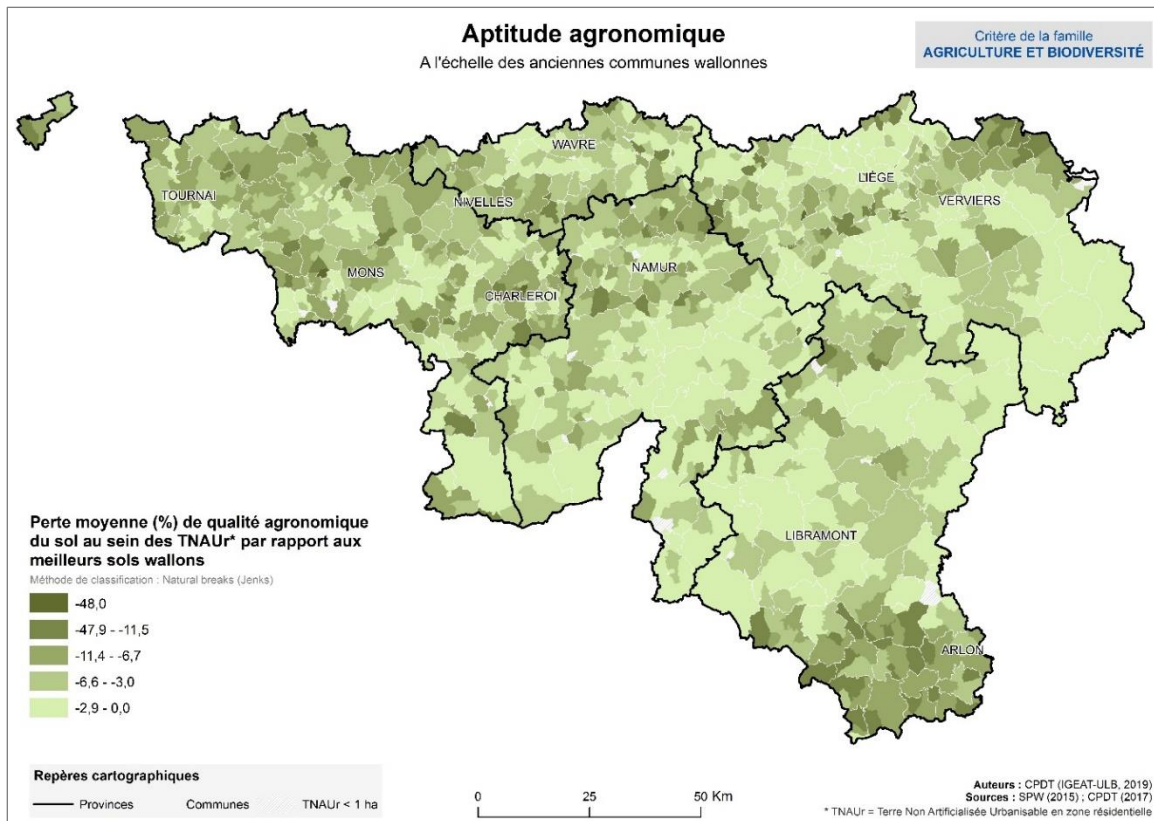 Aptitude agronomique
A l'échelle des anciennes communes wallonnes
Critère de la famille
AGRICULTURE ET BIODIVERSITÉ
WAVRE
LIÈGE
TOURNAI
NIVELLES
VERVIERS
NAMUR
MONS
CHARLEROI
LIBRAMONT
ARLON
Perte moyenne (%) de qualité agronomique
du sol au sein des TNAUr* par rapport aux
meilleurs sols wallons
Méthode de classification : Natural breaks (Jenks)
-48,0
-47,9 - -11,5
-11,4 - -6,7
-6,6 - -3,0
-2,9 - 0,0
Repères cartographiques
Provinces Communes TNAUr < 1 ha
0 25 50 Km
Auteurs : CPDT (IGEAT-ULB, 2019)
Sources : SPW (2015) ; CPDT (2017)
* TNAUr = Terre Non Artificialisée Urbanisable en zone résidentielle